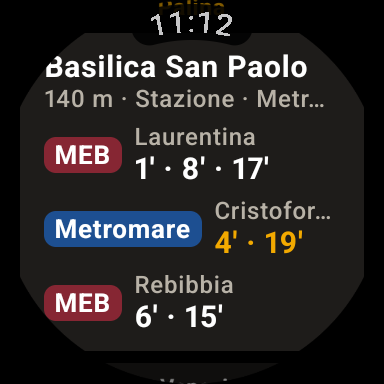 11:12
Basilica San Paolo
140 m · Stazione · Metr...
MEB
Laurentina
1' · 8' · 17'
Metromare
Cristofor...
4' · 19'
MEB
Rebibbia
6' · 15'